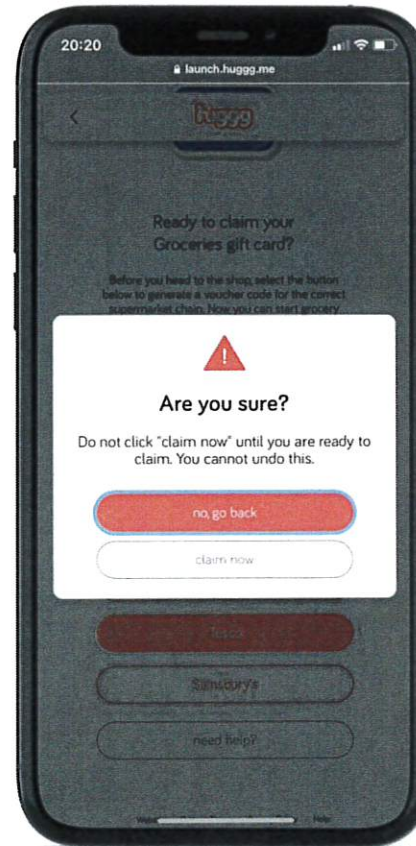 20:20
launch.huggg.me
huggg
Ready to claim your
Groceries gift card?
Before you head to the shop, select the button
below to generate a voucher code for the correct
supermarket chain. Now you can start grocery
Are you sure?
Do not click "claim now" until you are ready to
claim. You cannot undo this.
no, go back
claim now
Tesco
Sainsbury's
need help?
Help